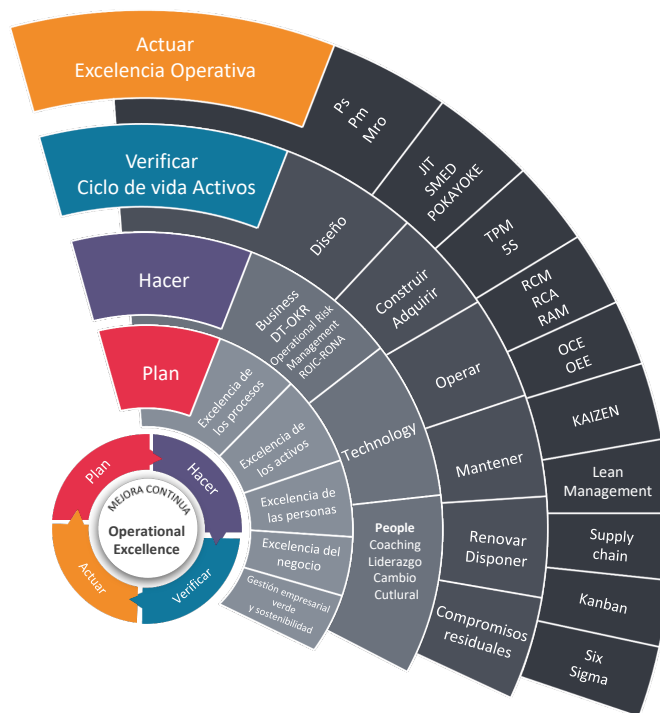 Actuar
Excelencia Operativa
Ps
Pm
Mro
JIT
SMED
POKAYOKE
TPM
5S
RCM
RCA
RAM
OCE
OEE
KAIZEN
Lean
Management
Supply
chain
Kanban
Six
Sigma
Verificar
Ciclo de vida Activos
Diseño
Construir
Adquirir
Operar
Mantener
Renovar
Disponer
Compromisos
residuales
Hacer
Business
DT-OKR
Operational Risk
Management
ROIC-RONA
Technology
People
Coaching
Liderazgo
Cambio
Cutlural
Plan
Excelencia de
los procesos
Excelencia de
los activos
Excelencia de
las personas
Excelencia del
negocio
Gestión empresarial
verde
y sostenibilidad
Plan
Hacer
Verificar
Actuar
MEJORA CONTINUA
Operational
Excellence